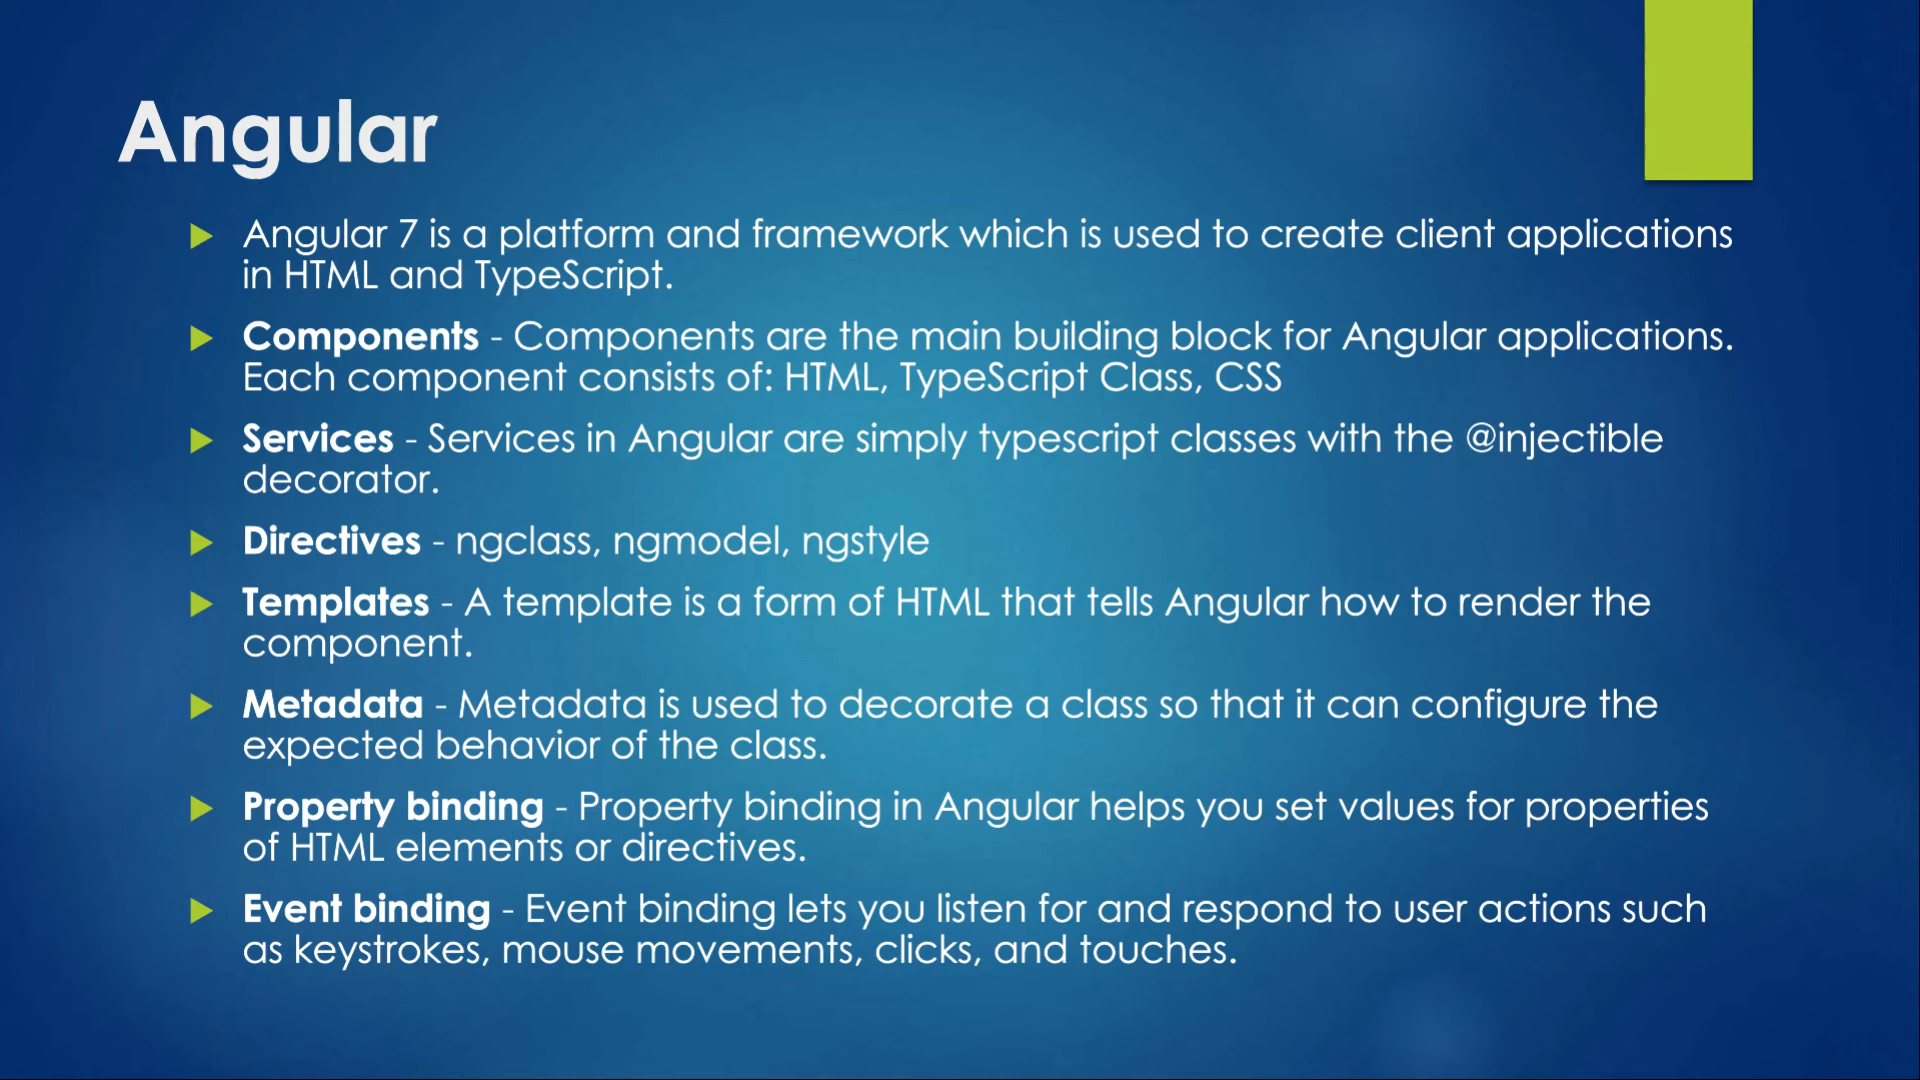 Angular
Angular 7 is a platform and framework which is used to create client applications
in HTML and TypeScript.
Components - Components are the main building block for Angular applications.
Each component consists of: HTML, TypeScript Class, CSS
Services - Services in Angular are simply typescript classes with the @injectible
decorator.
Directives - ngclass, ngmodel, ngstyle
Templates - A template is a form of HTML that tells Angular how to render the
component.
Metadata - Metadata is used to decorate a class so that it can configure the
expected behavior of the class.
Property binding - Property binding in Angular helps you set values for properties
of HTML elements or directives.
Event binding - Event binding lets you listen for and respond to user actions such
as keystrokes, mouse movements, clicks, and touches.